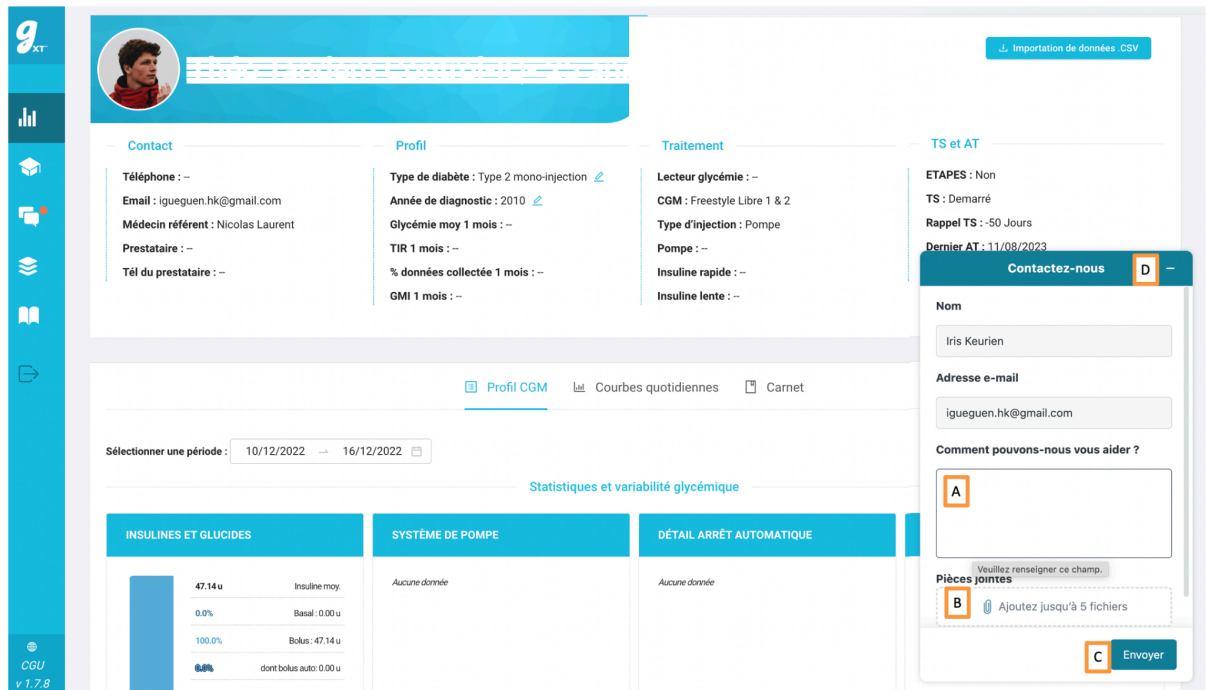 g
XT
Importation de données .CSV
Contact
Téléphone : --
Email : igueguen.hk@gmail.com
Médecin référent : Nicolas Laurent
Prestataire : --
Tél du prestataire : --
Profil
Type de diabète : Type 2 mono-injection
Année de diagnostic : 2010
Glycémie moy 1 mois : --
TIR 1 mois : --
% données collectée 1 mois : --
GMI 1 mois : --
Traitement
Lecteur glycémie : --
CGM : Freestyle Libre 1 & 2
Type d'injection : Pompe
Pompe : --
Insuline rapide : --
Insuline lente : --
TS et AT
ETAPES : Non
TS : Demarré
Rappel TS : -50 Jours
Dernier AT : 11/08/2023
Profil CGM
Courbes quotidiennes
Carnet
Sélectionner une période : 10/12/2022 → 16/12/2022
Statistiques et variabilité glycémique
INSULINES ET GLUCIDES
47.14 u Insuline moy.
0.0% Basal : 0.00 u
100.0% Bolus : 47.14 u
0.0% dont bolus auto: 0.00 u
SYSTÈME DE POMPE
Aucune donnée
DÉTAIL ARRÊT AUTOMATIQUE
Aucune donnée
Contactez-nous D
Nom
Iris Keurien
Adresse e-mail
igueguen.hk@gmail.com
Comment pouvons-nous vous aider ?
A
Veuillez renseigner ce champ.
Pièces jointes
B Ajoutez jusqu'à 5 fichiers
C Envoyer
CGU
v 1.7.8